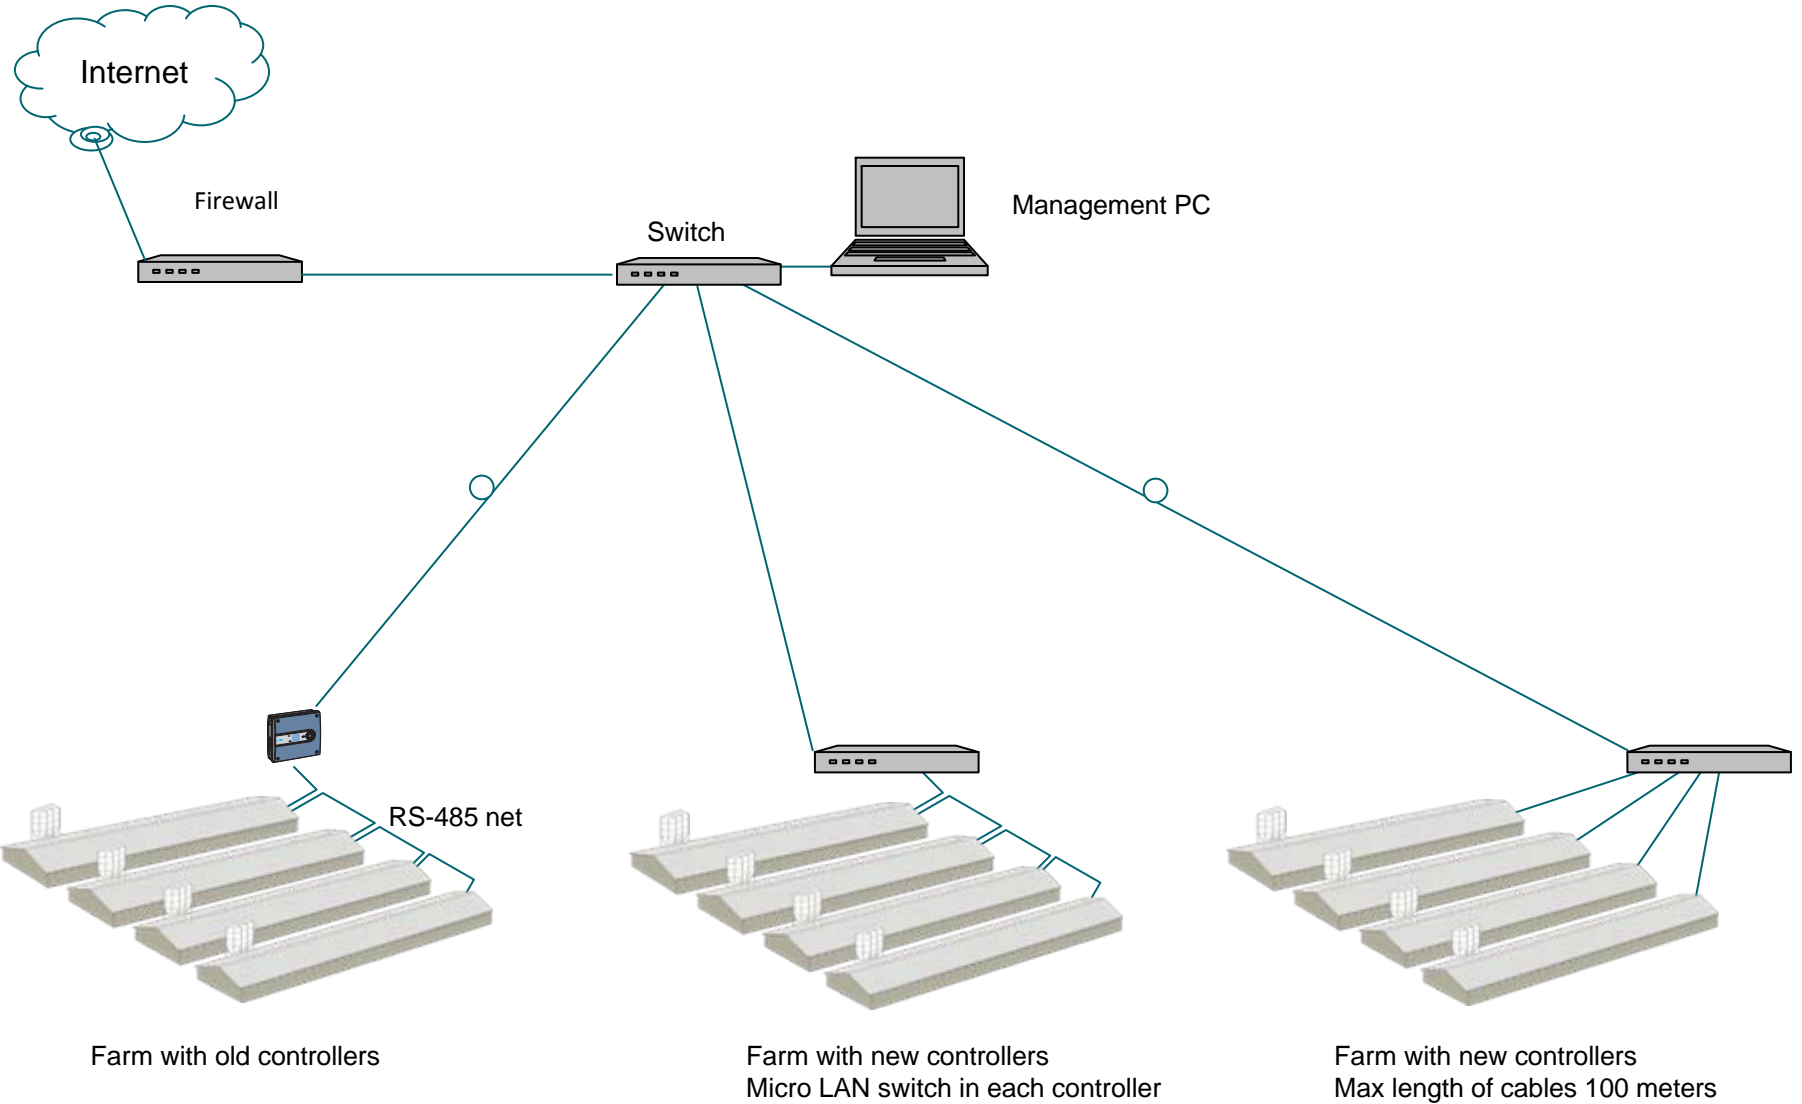 Internet
Firewall
Switch
Management PC
RS-485 net
Farm with old controllers
Farm with new controllers
Micro LAN switch in each controller
Farm with new controllers
Max length of cables 100 meters